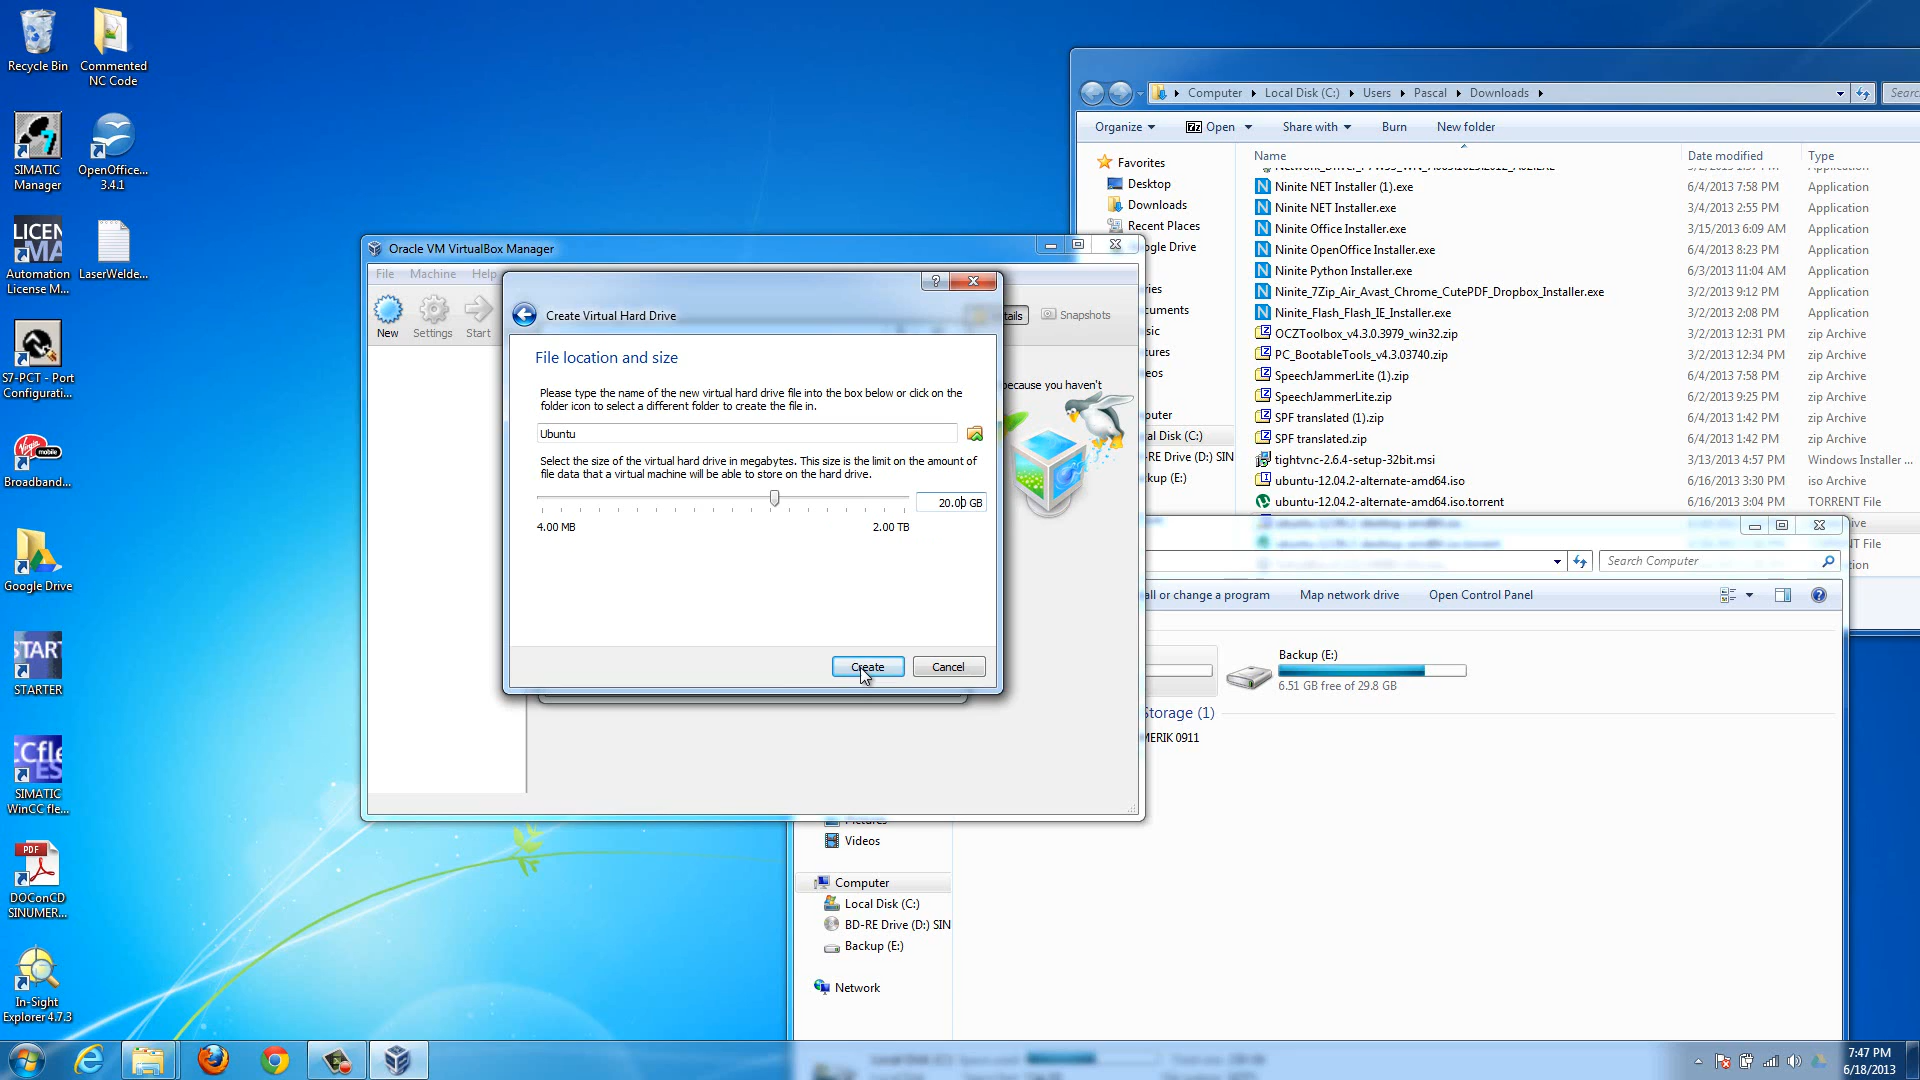 Recycle Bin
Commented
NC Code
SIMATIC
Manager
OpenOffice...
3.4.1
Automation
License M...
LaserWelde...
S7-PCT - Port
Configurati...
Broadband...
Google Drive
STARTER
SIMATIC
WinCC fle...
PDF
DOConCD
SINUMER...
In-Sight
Explorer 4.7.3
Oracle VM VirtualBox Manager
File Machine Help
New Settings Start
Snapshots
because you haven't
Create Virtual Hard Drive
File location and size
Please type the name of the new virtual hard drive file into the box below or click on the
folder icon to select a different folder to create the file in.
Ubuntu
Select the size of the virtual hard drive in megabytes. This size is the limit on the amount of
file data that a virtual machine will be able to store on the hard drive.
20.00 GB
4.00 MB 2.00 TB
Create Cancel
Computer Local Disk (C:) Users Pascal Downloads
Searc
Organize Open Share with Burn New folder
Name Date modified Type
Favorites
Desktop
Downloads
Recent Places
ogle Drive
Ninite NET Installer (1).exe 6/4/2013 7:58 PM Application
Ninite NET Installer.exe 3/4/2013 2:55 PM Application
Ninite Office Installer.exe 3/15/2013 6:09 AM Application
Ninite OpenOffice Installer.exe 6/4/2013 8:23 PM Application
Ninite Python Installer.exe 6/3/2013 11:04 AM Application
Ninite_7Zip_Air_Avast_Chrome_CutePDF_Dropbox_Installer.exe 3/2/2013 9:12 PM Application
Ninite_Flash_Flash_IE_Installer.exe 3/2/2013 2:08 PM Application
OCZToolbox_v4.3.0.3979_win32.zip 3/2/2013 12:31 PM zip Archive
PC_BootableTools_v4.3.03740.zip 3/2/2013 12:34 PM zip Archive
SpeechJammerLite (1).zip 6/4/2013 7:58 PM zip Archive
SpeechJammerLite.zip 6/2/2013 9:25 PM zip Archive
SPF translated (1).zip 6/4/2013 1:42 PM zip Archive
SPF translated.zip 6/4/2013 1:42 PM zip Archive
tightvnc-2.6.4-setup-32bit.msi 3/13/2013 4:57 PM Windows Installer ...
ubuntu-12.04.2-alternate-amd64.iso 6/16/2013 3:30 PM iso Archive
ubuntu-12.04.2-alternate-amd64.iso.torrent 6/16/2013 3:04 PM TORRENT File
al Disk (C:)
-RE Drive (D:) SIN
kup (E:)
Search Computer
all or change a program Map network drive Open Control Panel
Backup (E:)
6.51 GB free of 29.8 GB
Storage (1)
MERIK 0911
Videos
Computer
Local Disk (C:)
BD-RE Drive (D:) SIN
Backup (E:)
Network
7:47 PM
6/18/2013